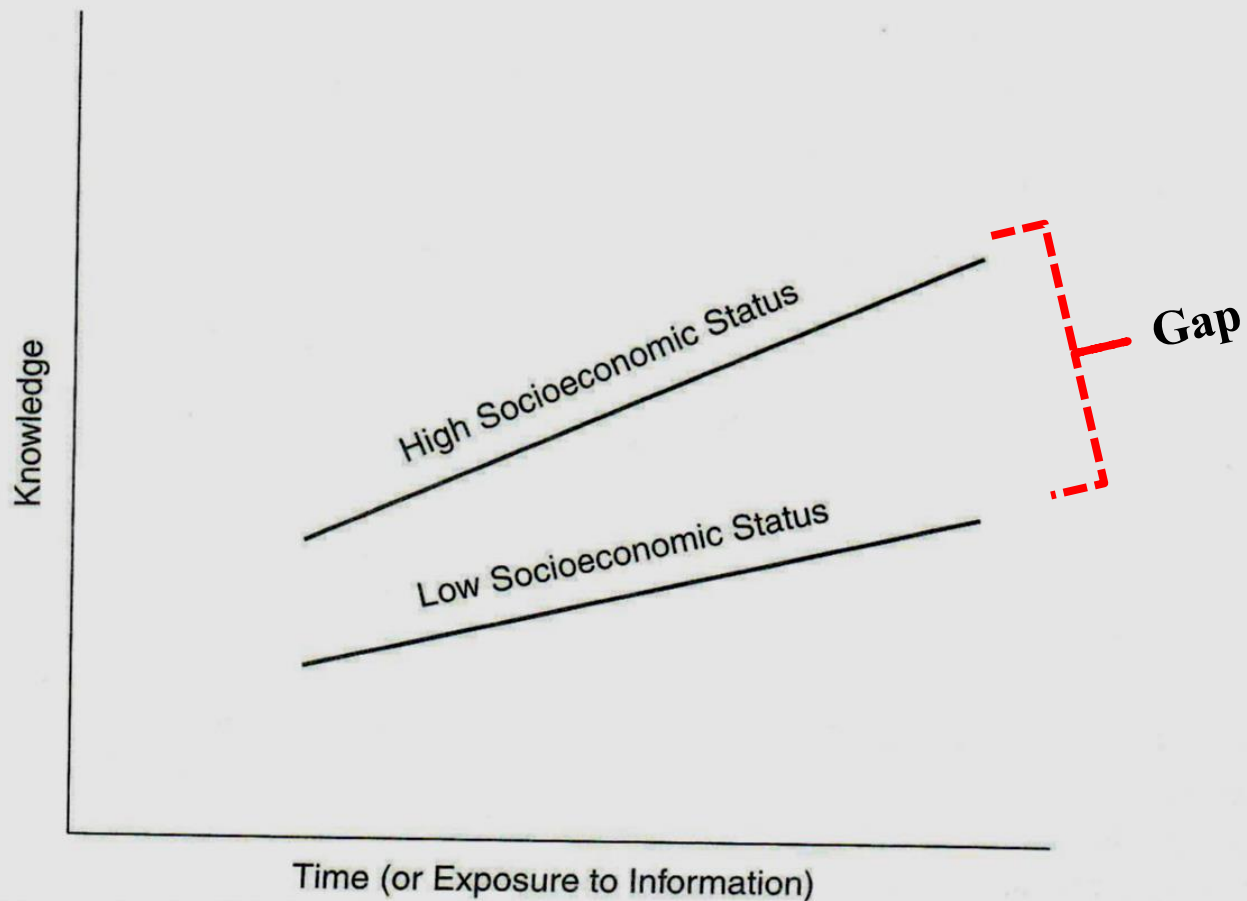 Knowledge
High Socioeconomic Status
Low Socioeconomic Status
Gap
Time (or Exposure to Information)